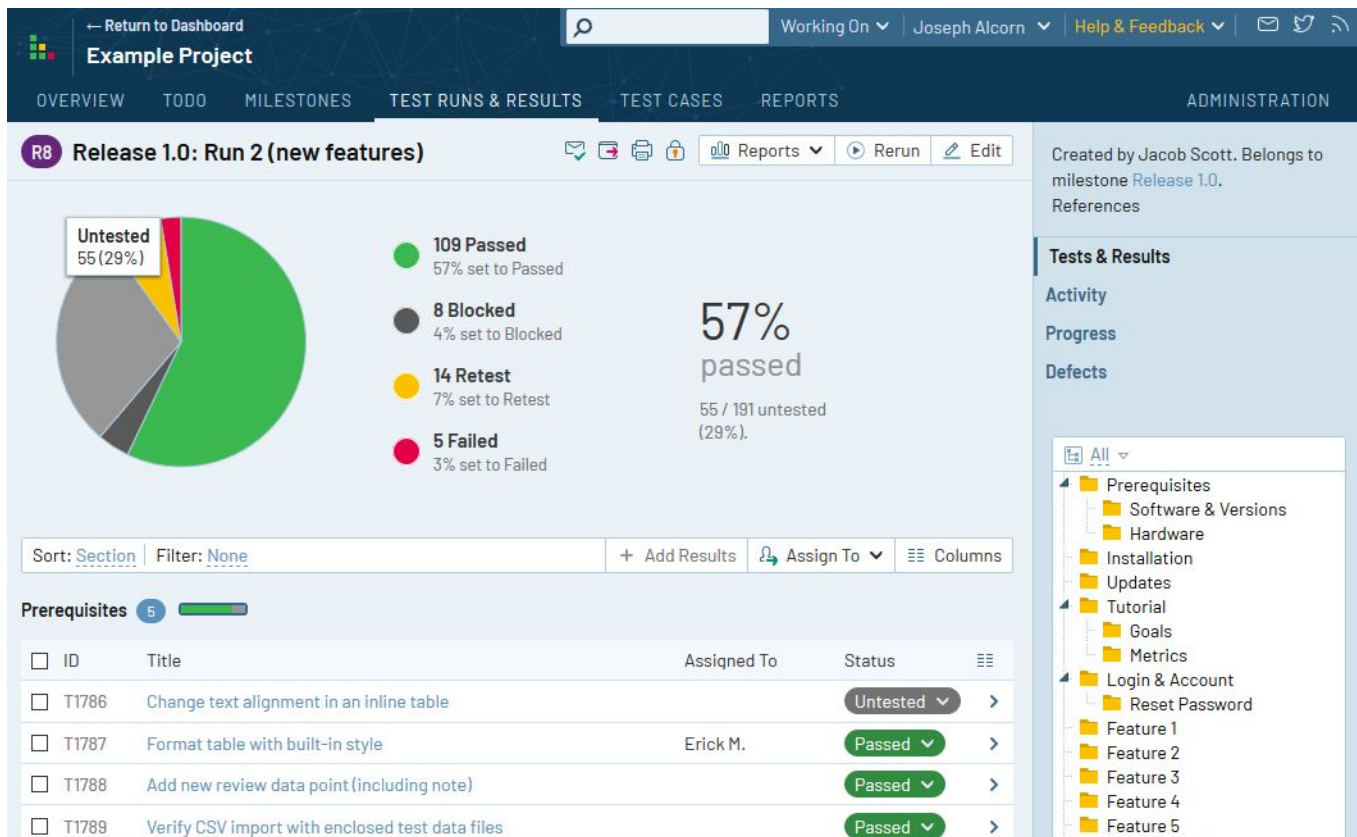 ← Return to Dashboard
Example Project
Working On
Joseph Alcorn
Help & Feedback
OVERVIEW
TODO
MILESTONES
TEST RUNS & RESULTS
TEST CASES
REPORTS
ADMINISTRATION
R8 Release 1.0: Run 2 (new features)
Reports
Rerun
Edit
Untested
55 (29%)
109 Passed
57% set to Passed
8 Blocked
4% set to Blocked
14 Retest
7% set to Retest
5 Failed
3% set to Failed
57%
passed
55 / 191 untested
(29%).
Sort: Section
Filter: None
+ Add Results
Assign To
Columns
Prerequisites 5
ID Title Assigned To Status
T1786 Change text alignment in an inline table Untested
T1787 Format table with built-in style Erick M. Passed
T1788 Add new review data point (including note) Passed
T1789 Verify CSV import with enclosed test data files Passed
Created by Jacob Scott. Belongs to
milestone Release 1.0.
References
Tests & Results
Activity
Progress
Defects
All
Prerequisites
Software & Versions
Hardware
Installation
Updates
Tutorial
Goals
Metrics
Login & Account
Reset Password
Feature 1
Feature 2
Feature 3
Feature 4
Feature 5